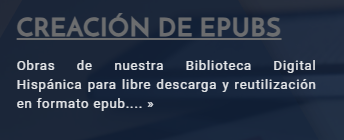 CREACIÓN DE EPUBS
Obras de nuestra Biblioteca Digital
Hispánica para libre descarga y reutilización
en formato epub.... »